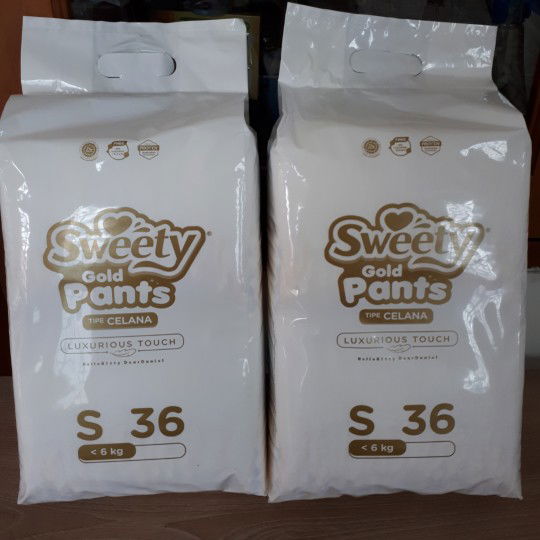 Sweety
Gold
Pants
TIPE CELANA
LUXURIOUS TOUCH
S 36
< 6 kg
Sweety
Gold
Pants
TIPE CELANA
LUXURIOUS TOUCH
S 36
< 6 kg